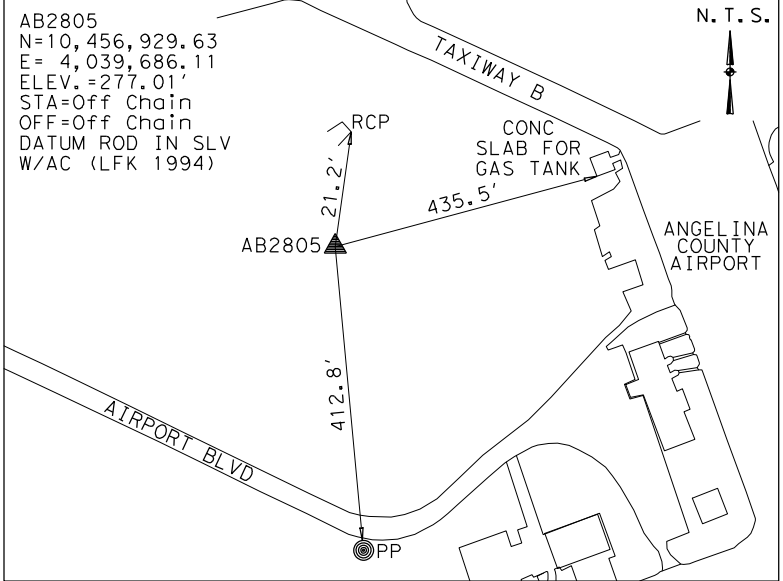 AB2805
N=10,456,929.63
E= 4,039,686.11
ELEV.=277.01'
STA=Off Chain
OFF=Off Chain
DATUM ROD IN SLV
W/AC (LFK 1994)
N.T.S.
TAXIWAY B
RCP
CONC
SLAB FOR
GAS TANK
21.2'
435.5'
AB2805
ANGELINA
COUNTY
AIRPORT
412.8'
AIRPORT BLVD
PP